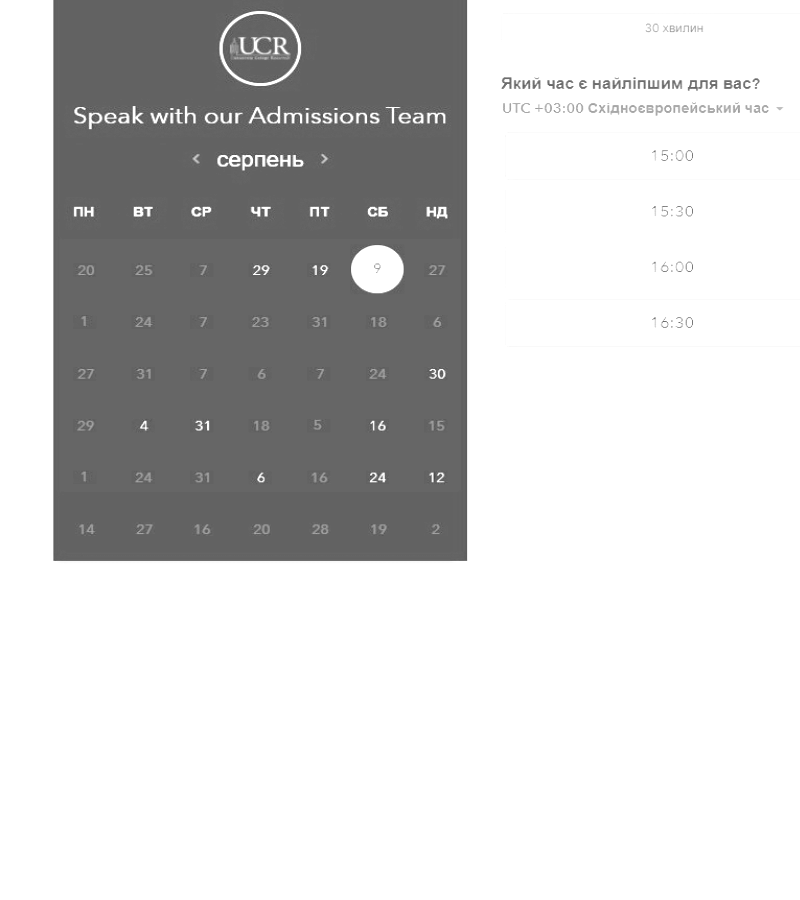 UCR
Speak with our Admissions Team
< серпень >
ПН ВТ СР ЧТ ПТ СБ НД
20 25 7 29 19 9 27
1 24 7 23 31 18 6
27 31 7 6 7 24 30
29 4 31 18 5 16 15
1 24 31 6 16 24 12
14 27 16 20 28 19 2
30 хвилин
Який час є найліпшим для вас?
UTC +03:00 Східноєвропейський час
15:00
15:30
16:00
16:30